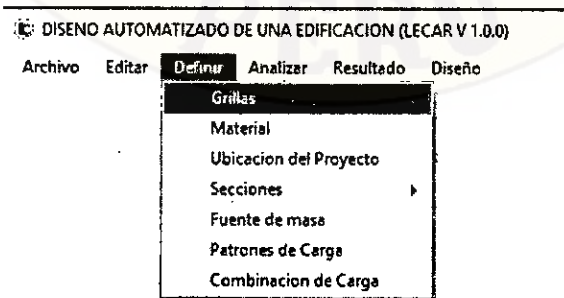 DISENO AUTOMATIZADO DE UNA EDIFICACION (LECAR V 1.0.0)
Archivo Editar Definir Analizar Resultado Diseño
Grillas
Material
Ubicacion del Proyecto
Secciones
Fuente de masa
Patrones de Carga
Combinacion de Carga